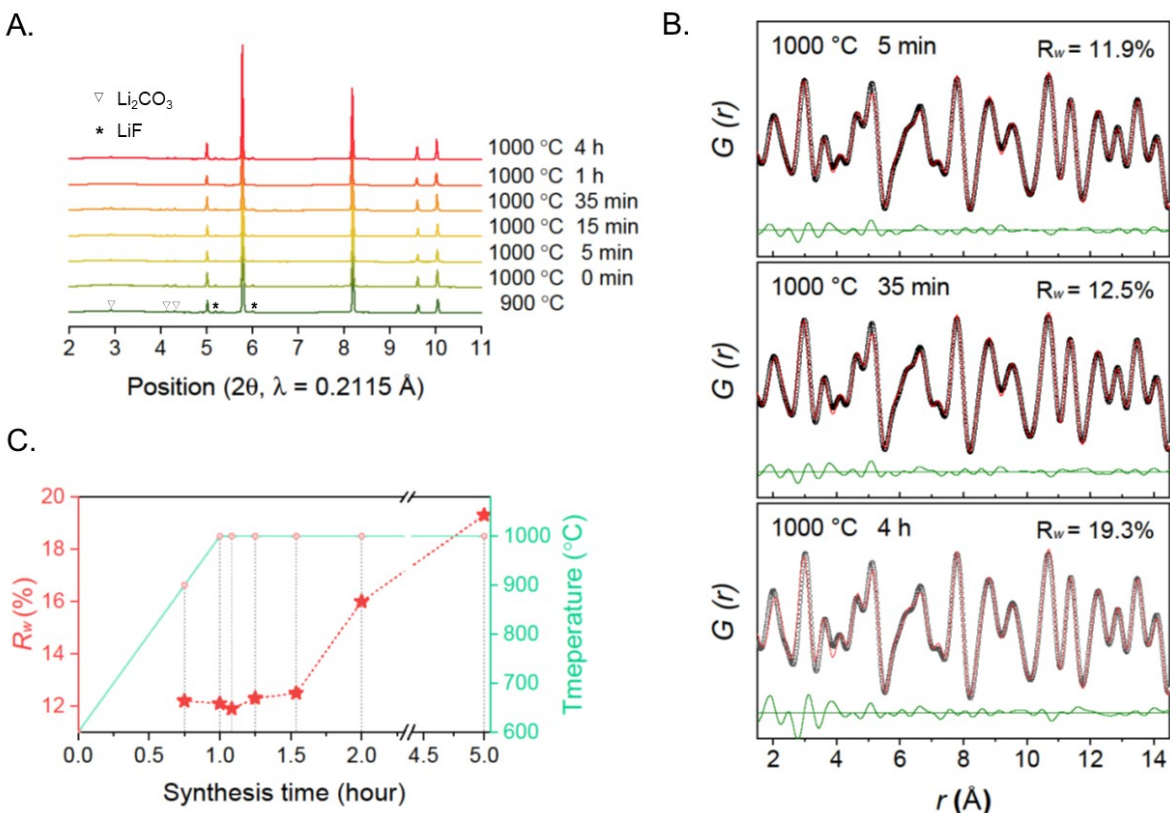 A.
▽ Li₂CO₃
* LiF
1000 °C 4 h
1000 °C 1 h
1000 °C 35 min
1000 °C 15 min
1000 °C 5 min
1000 °C 0 min
900 °C
2 3 4 5 6 7 8 9 10 11
Position (2θ, λ = 0.2115 Å)
B.
1000 °C 5 min R_w = 11.9%
G (r)
1000 °C 35 min R_w = 12.5%
G (r)
1000 °C 4 h R_w = 19.3%
G (r)
2 4 6 8 10 12 14
r (Å)
C.
R_w (%)
20
18
16
14
12
1000
900
800
700
600
Tmeperature (°C)
0.0 0.5 1.0 1.5 2.0 4.5 5.0
Synthesis time (hour)